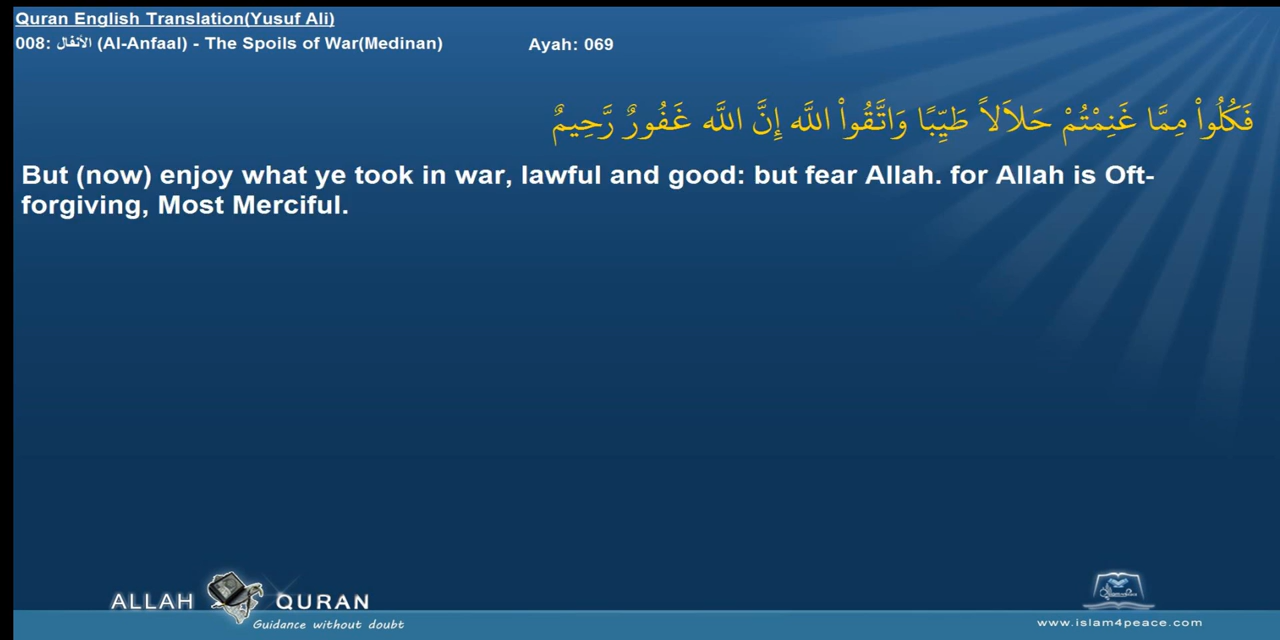 Quran English Translation(Yusuf Ali)
008: الأنفال (Al-Anfaal) - The Spoils of War(Medinan) Ayah: 069
فَكُلُواْ مِمَّا غَنِمْتُمْ حَلاَلاً طَيِّبًا وَاتَّقُواْ اللَّه إِنَّ اللَّه غَفُورٌ رَّحِيمٌ
But (now) enjoy what ye took in war, lawful and good: but fear Allah. for Allah is Oft-
forgiving, Most Merciful.
ALLAH QURAN
Guidance without doubt
www.islam4peace.com